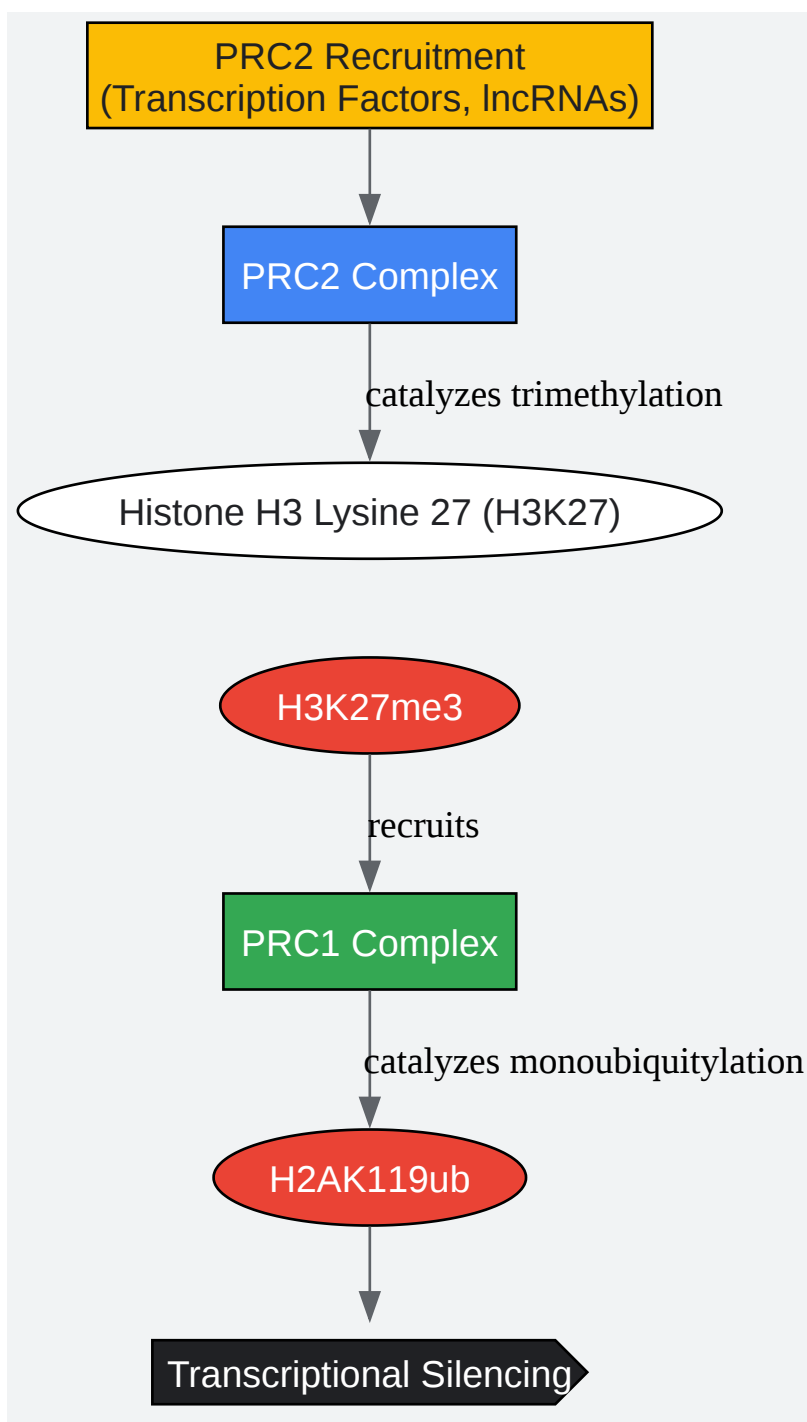 PRC2 Recruitment
(Transcription Factors, lncRNAs)
PRC2 Complex
catalyzes trimethylation
Histone H3 Lysine 27 (H3K27)
H3K27me3
recruits
PRC1 Complex
catalyzes monoubiquitylation
H2AK119ub
Transcriptional Silencing